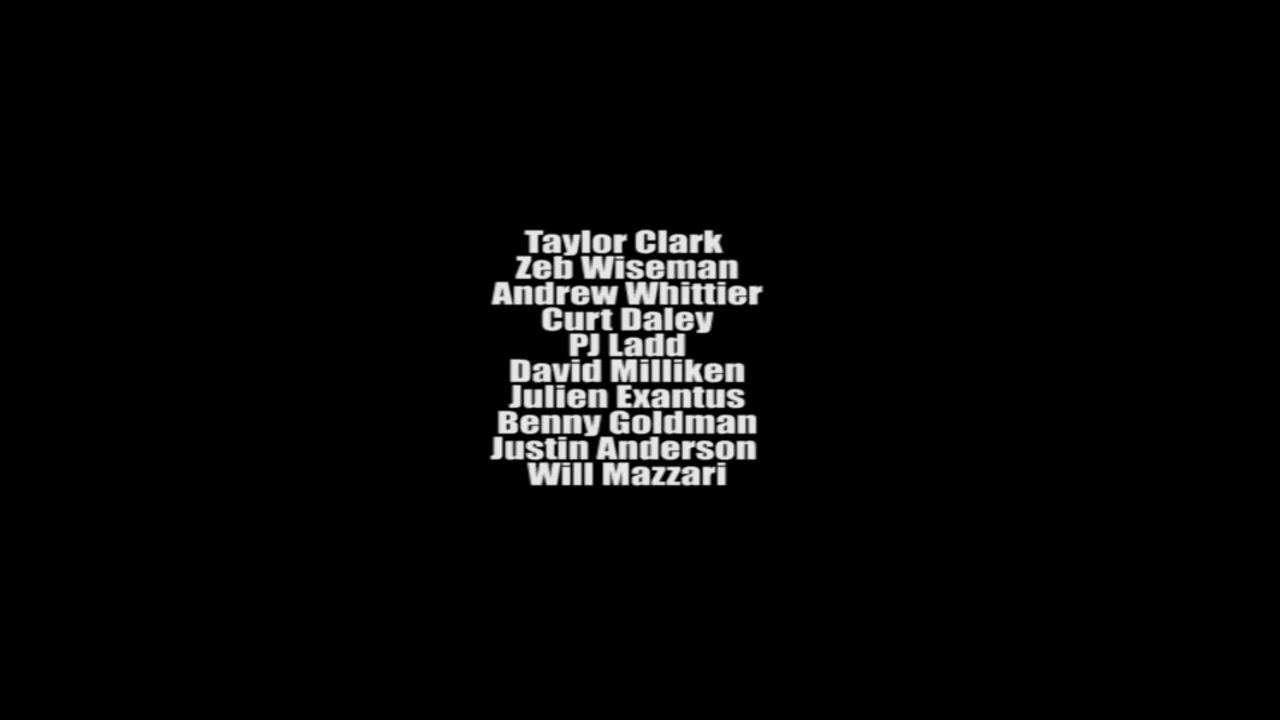 Taylor Clark
Zeb Wiseman
Andrew Whittier
Curt Daley
PJ Ladd
David Milliken
Julien Exantus
Benny Goldman
Justin Anderson
Will Mazzari